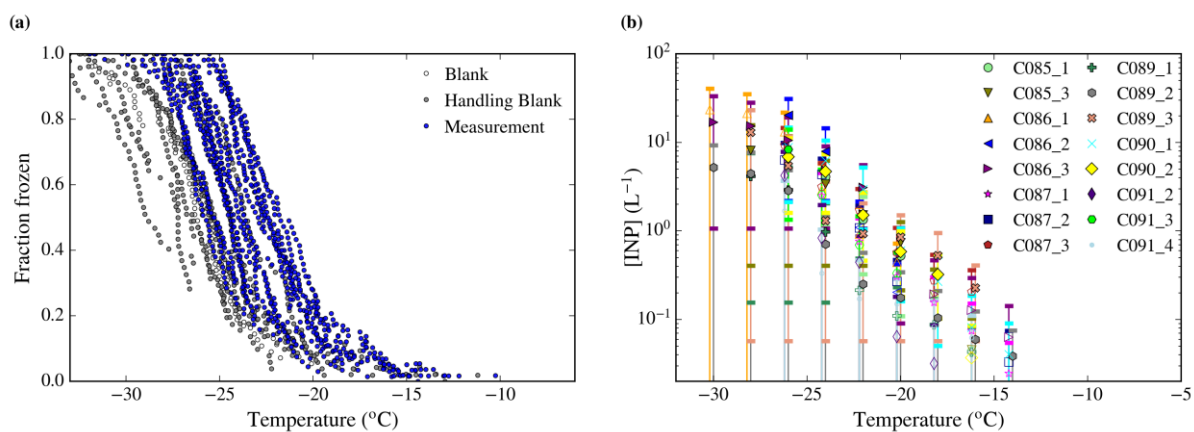 (a)
Fraction frozen
1.0
0.8
0.6
0.4
0.2
0.0
−30
−25
−20
−15
−10
Temperature (°C)
Blank
Handling Blank
Measurement
(b)
[INP] (L⁻¹)
10²
10¹
10⁰
10⁻¹
−30
−25
−20
−15
−10
−5
Temperature (°C)
C085_1
C085_3
C086_1
C086_2
C086_3
C087_1
C087_2
C087_3
C089_1
C089_2
C089_3
C090_1
C090_2
C091_2
C091_3
C091_4